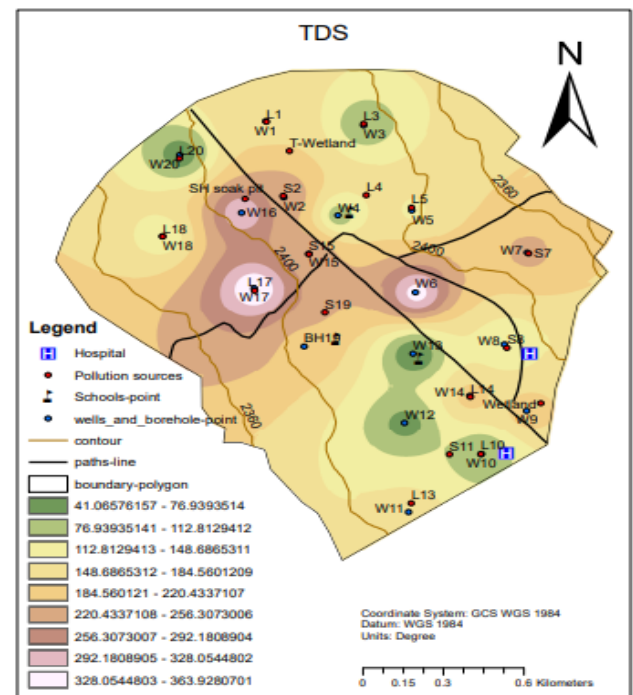 TDS
N
L1
W1
L3
W3
T-Wetland
L20
W20
SH soak pit
S2
W2
L4
W4
L5
W5
W16
L18
W18
S15
W15
2400
2400
2360
W7 S7
L17
W17
W6
S19
BH19
W13
W8 S8
W14 L14
Wetland
W9
W12
2360
S11 L10
W10
L13
W11
Legend
Hospital
Pollution sources
Schools-point
wells_and_borehole-point
contour
paths-line
boundary-polygon
41.06576157 - 76.9393514
76.93935141 - 112.8129412
112.8129413 - 148.6865311
148.6865312 - 184.5601209
184.560121 - 220.4337107
220.4337108 - 256.3073006
256.3073007 - 292.1808904
292.1808905 - 328.0544802
328.0544803 - 363.9280701
Coordinate System: GCS WGS 1984
Datum: WGS 1984
Units: Degree
0 0.15 0.3 0.6 Kilometers